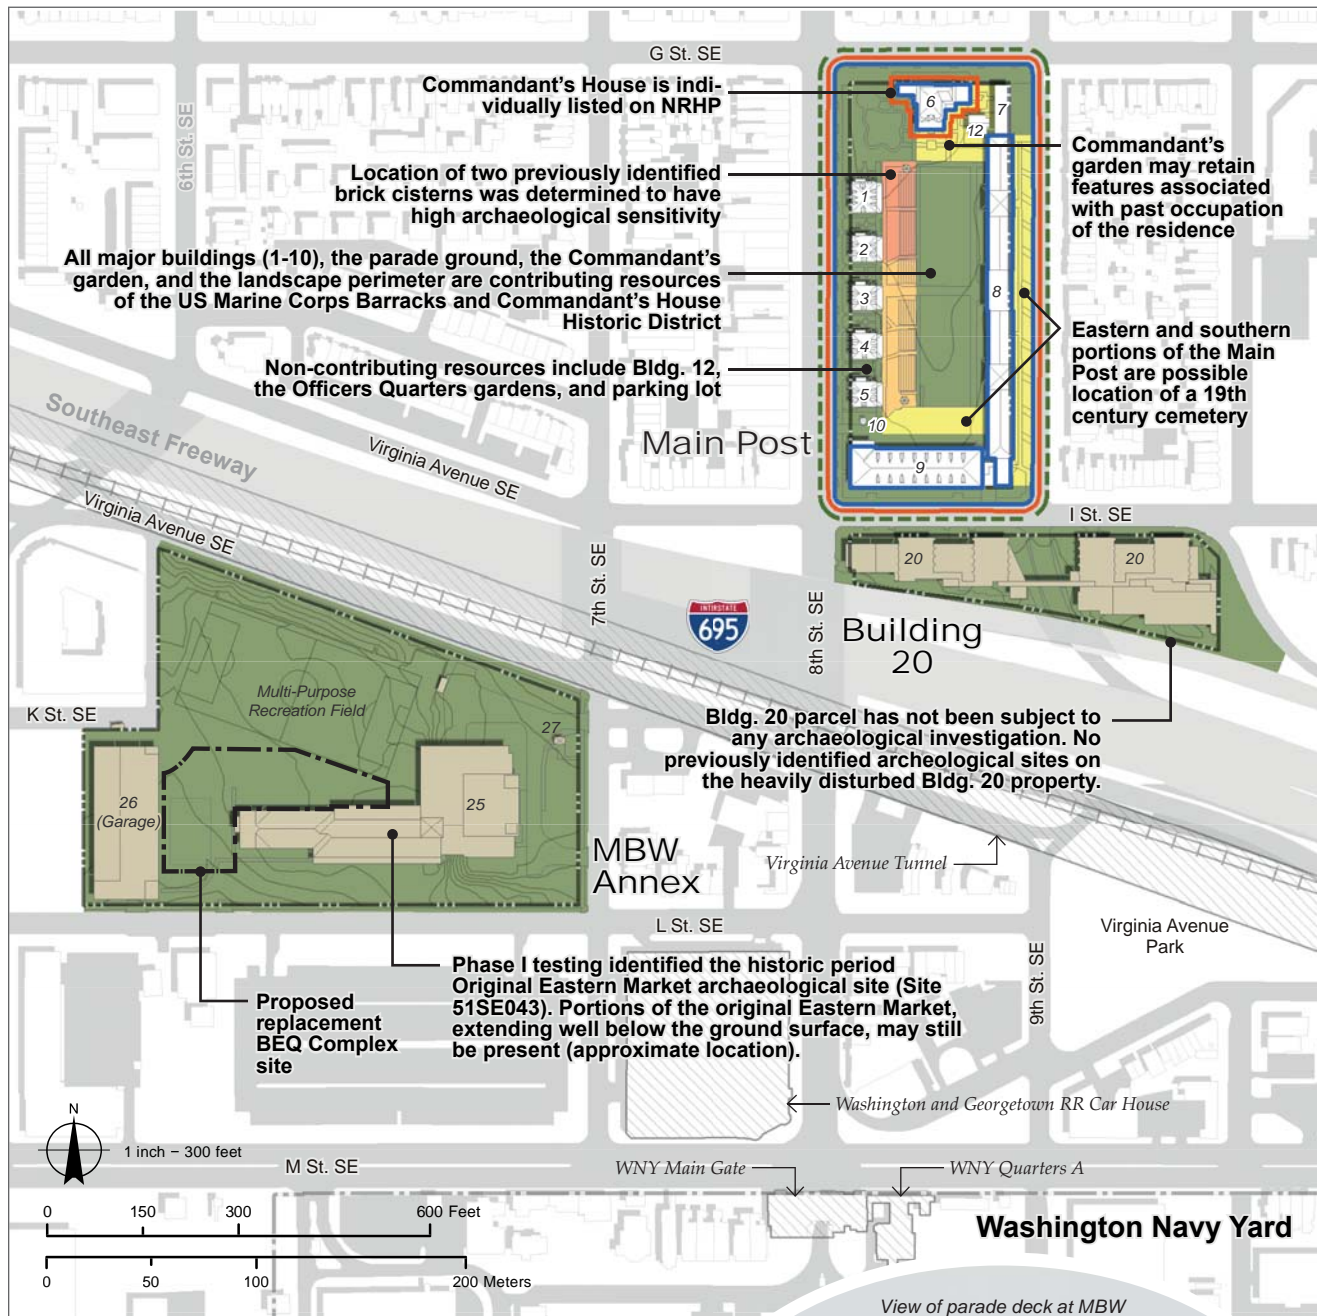 G St. SE
6th St. SE
Commandant's House is indi-
vidually listed on NRHP
6
7
12
Location of two previously identified
brick cisterns was determined to have
high archaeological sensitivity
Commandant's
garden may retain
features associated
with past occupation
of the residence
1
2
3
4
5
8
10
9
All major buildings (1-10), the parade ground, the Commandant's
garden, and the landscape perimeter are contributing resources
of the US Marine Corps Barracks and Commandant's House
Historic District
Non-contributing resources include Bldg. 12,
the Officers Quarters gardens, and parking lot
Eastern and southern
portions of the Main
Post are possible
location of a 19th
century cemetery
Main Post
Southeast Freeway
Virginia Avenue SE
Virginia Avenue SE
I St. SE
7th St. SE
8th St. SE
INTERSTATE
695
20
20
Building
20
Multi-Purpose
Recreation Field
K St. SE
27
26
(Garage)
25
MBW
Annex
Bldg. 20 parcel has not been subject to
any archaeological investigation. No
previously identified archeological sites on
the heavily disturbed Bldg. 20 property.
Virginia Avenue Tunnel
L St. SE
Virginia Avenue
Park
9th St. SE
Proposed
replacement
BEQ Complex
site
Phase I testing identified the historic period
Original Eastern Market archaeological site (Site
51SE043). Portions of the original Eastern Market,
extending well below the ground surface, may still
be present (approximate location).
Washington and Georgetown RR Car House
N
1 inch – 300 feet
M St. SE
WNY Main Gate
WNY Quarters A
0 150 300 600 Feet
0 50 100 200 Meters
Washington Navy Yard
View of parade deck at MBW